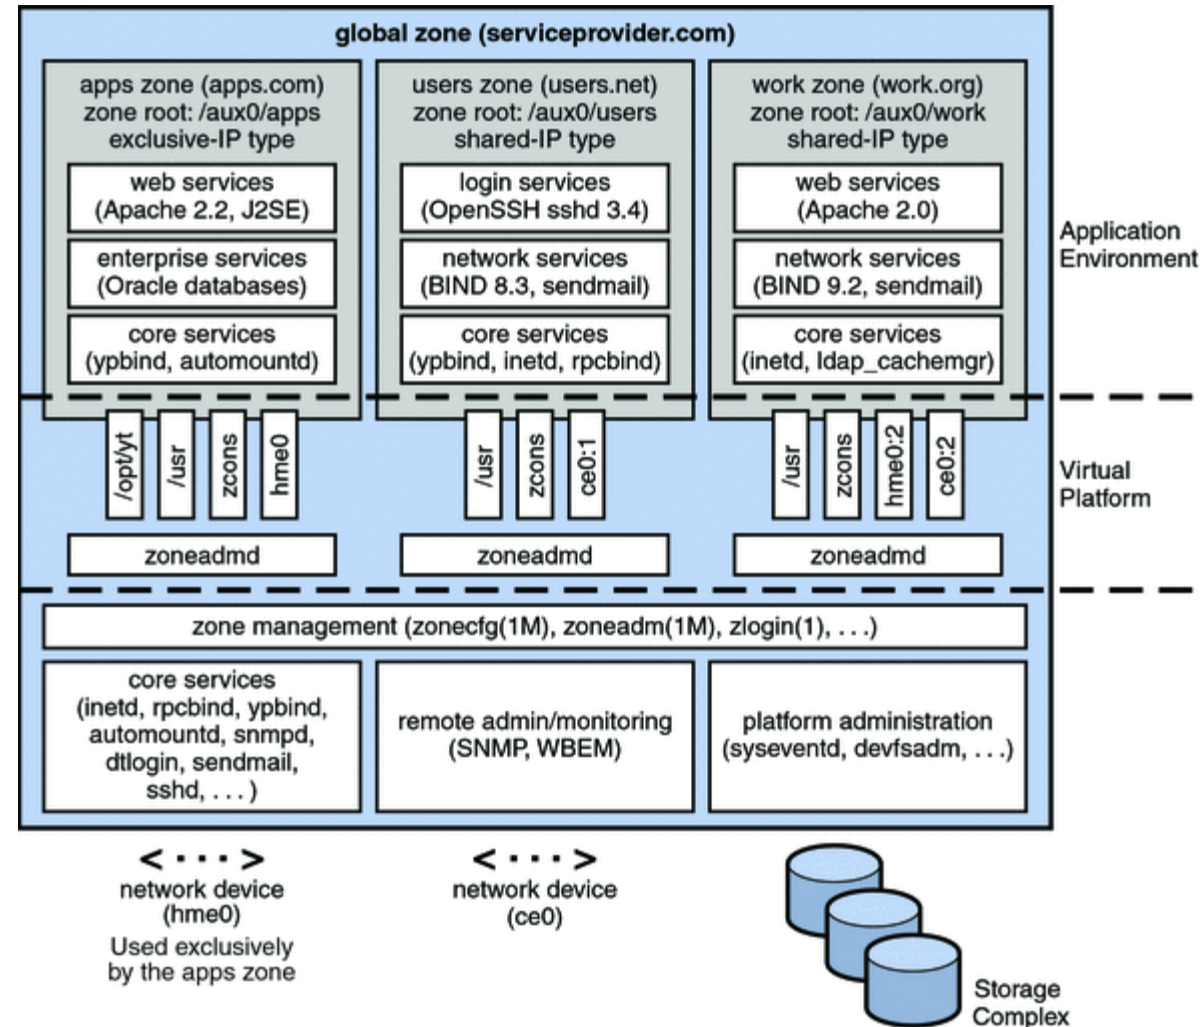 global zone (serviceprovider.com)
apps zone (apps.com)
zone root: /aux0/apps
exclusive-IP type
web services
(Apache 2.2, J2SE)
enterprise services
(Oracle databases)
core services
(ypbind, automountd)
users zone (users.net)
zone root: /aux0/users
shared-IP type
login services
(OpenSSH sshd 3.4)
network services
(BIND 8.3, sendmail)
core services
(ypbind, inetd, rpcbind)
work zone (work.org)
zone root: /aux0/work
shared-IP type
web services
(Apache 2.0)
network services
(BIND 9.2, sendmail)
core services
(inetd, ldap_cachemgr)
Application
Environment
/opt/yt
/usr
zcons
hme0
/usr
zcons
ce0:1
/usr
zcons
hme0:2
ce0:2
Virtual
Platform
zoneadmd
zoneadmd
zoneadmd
zone management (zonecfg(1M), zoneadm(1M), zlogin(1), . . .)
core services
(inetd, rpcbind, ypbind,
automountd, snmpd,
dtlogin, sendmail,
sshd, . . . )
remote admin/monitoring
(SNMP, WBEM)
platform administration
(syseventd, devfsadm, . . .)
network device
(hme0)
Used exclusively
by the apps zone
network device
(ce0)
Storage
Complex